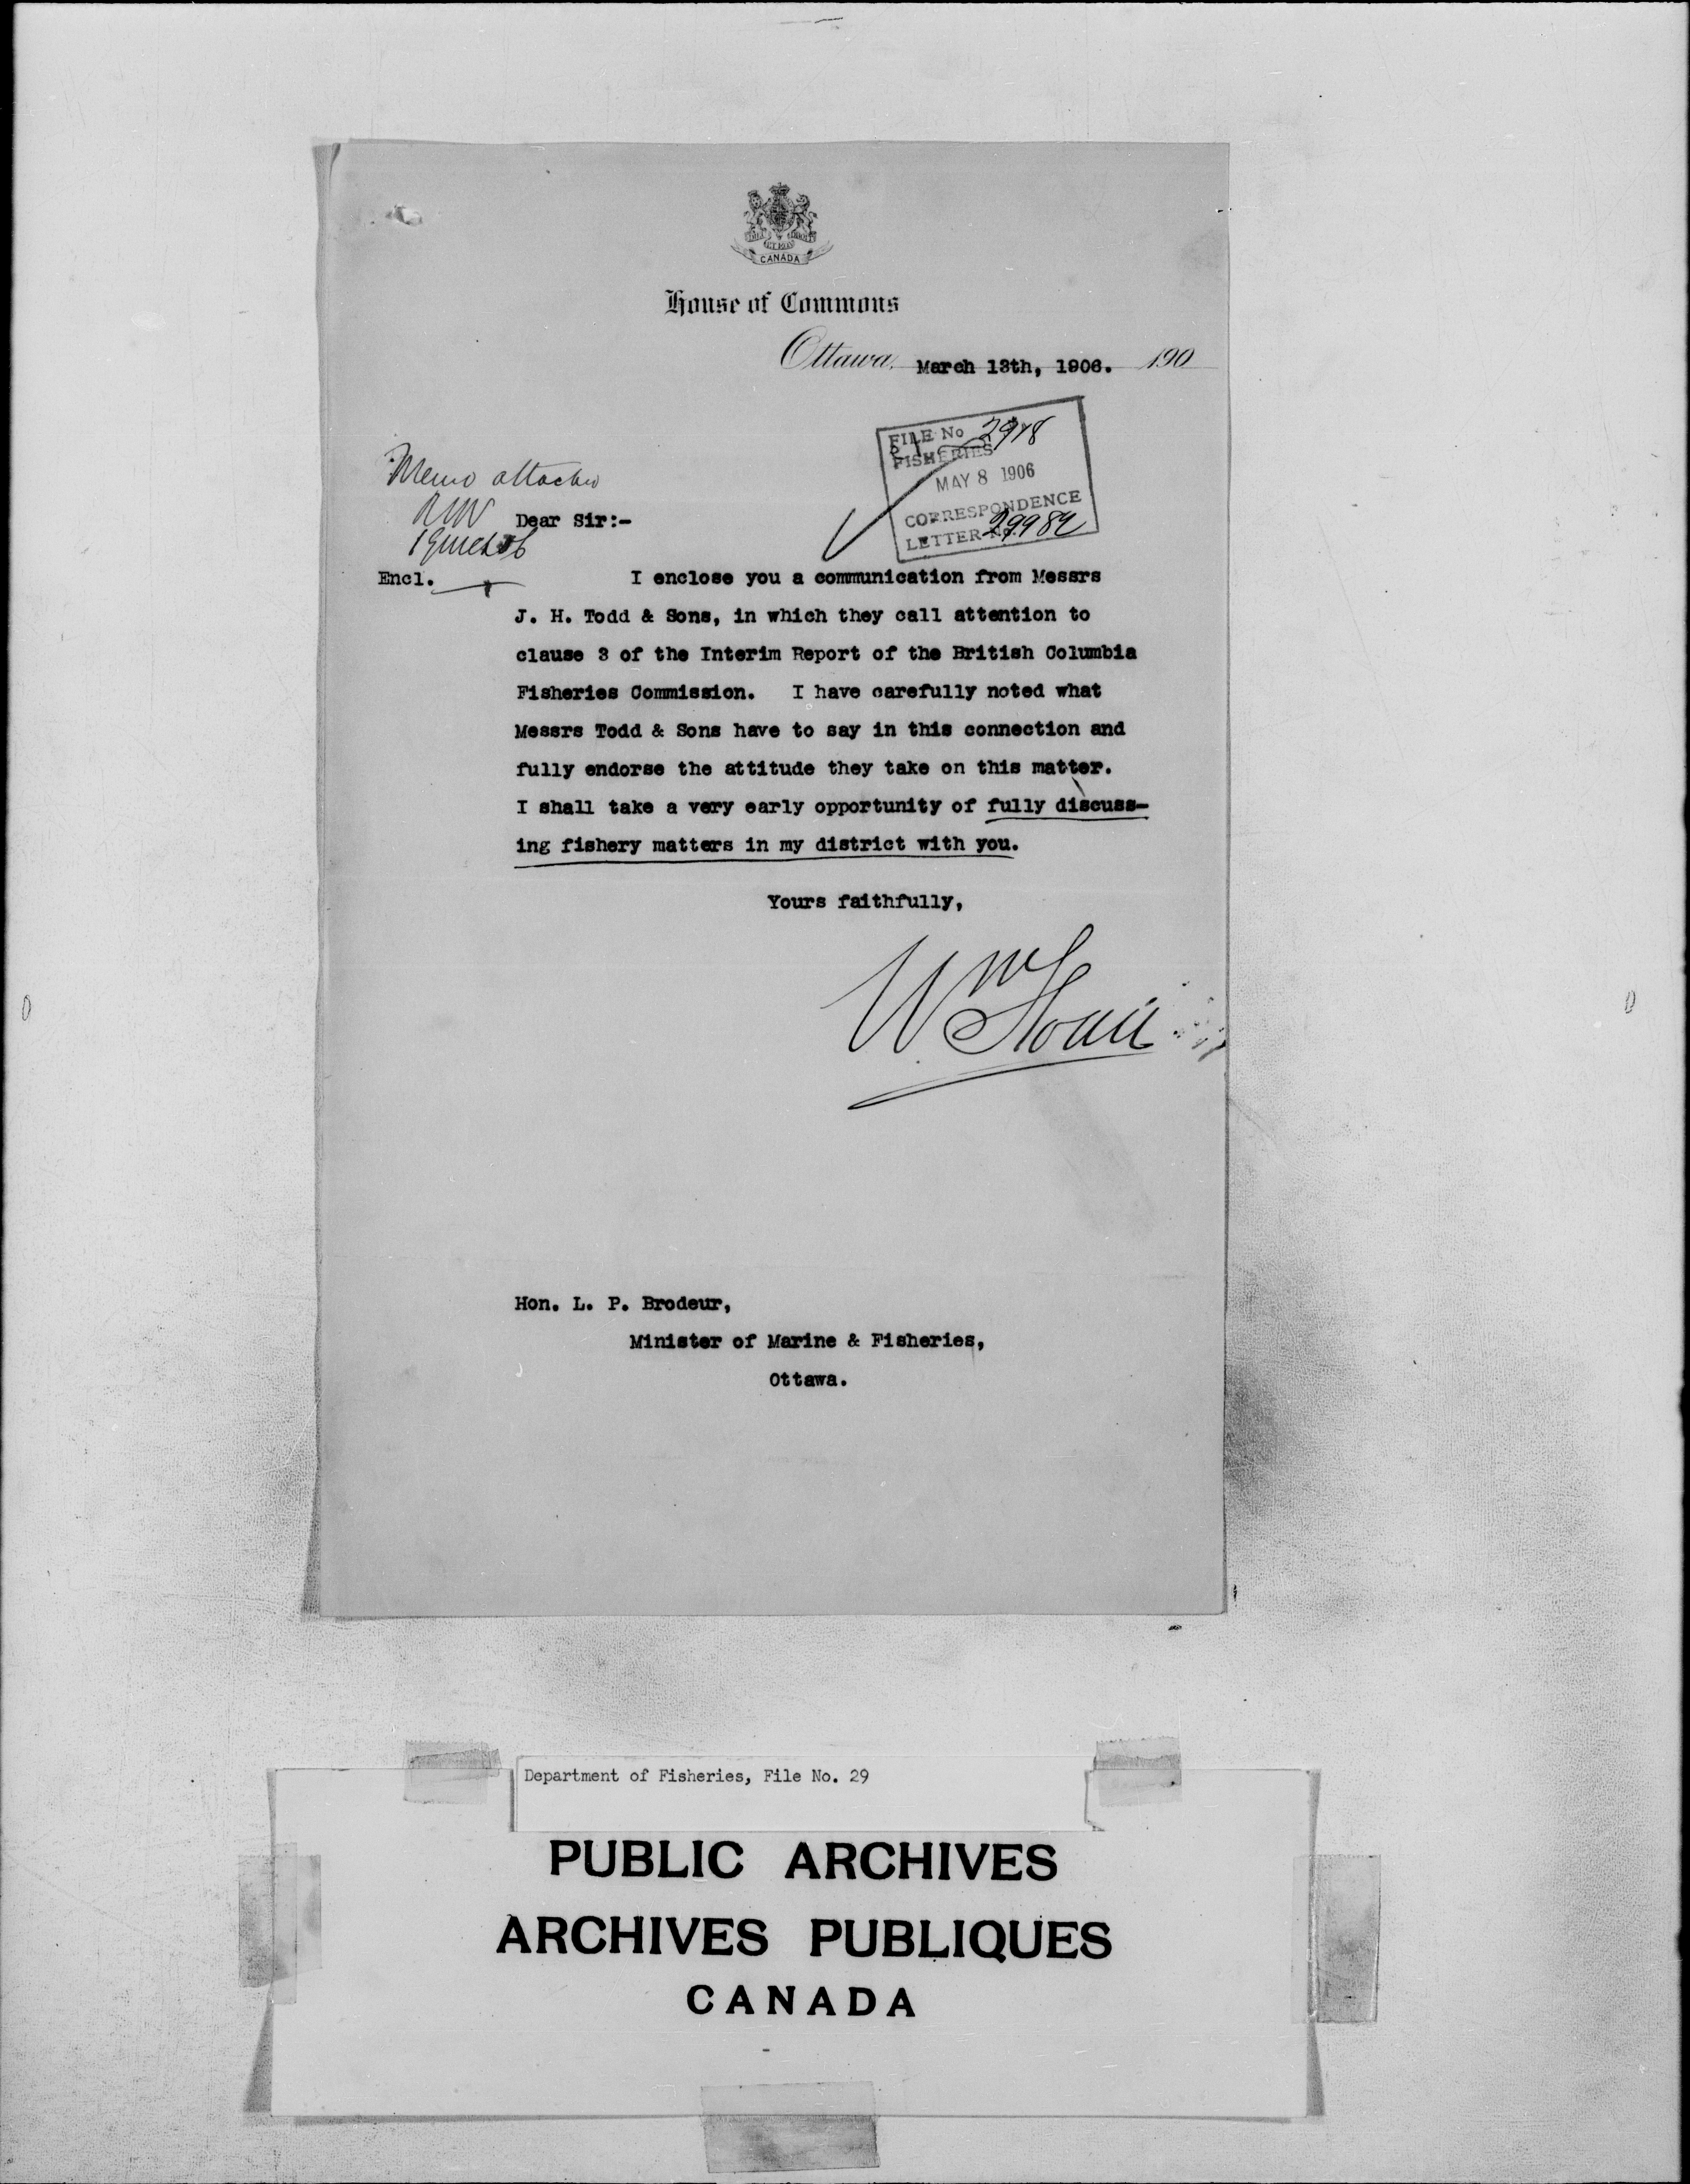 CANADA
House of Commons
Ottawa, March 13th, 1906. 190
FILE No 2948
FISHERIES
MAY 8 1906
CORRESPONDENCE
LETTER No.
Memo attached
Dear Sir:-
Encl.
I enclose you a communication from Messrs
J. H. Todd & Sons, in which they call attention to
clause 3 of the Interim Report of the British Columbia
Fisheries Commission. I have carefully noted what
Messrs Todd & Sons have to say in this connection and
fully endorse the attitude they take on this matter.
I shall take a very early opportunity of fully discuss-
ing fishery matters in my district with you.
Yours faithfully,
Wm Sloan
Hon. L. P. Brodeur,
Minister of Marine & Fisheries,
Ottawa.
Department of Fisheries, File No. 29
PUBLIC ARCHIVES
ARCHIVES PUBLIQUES
CANADA